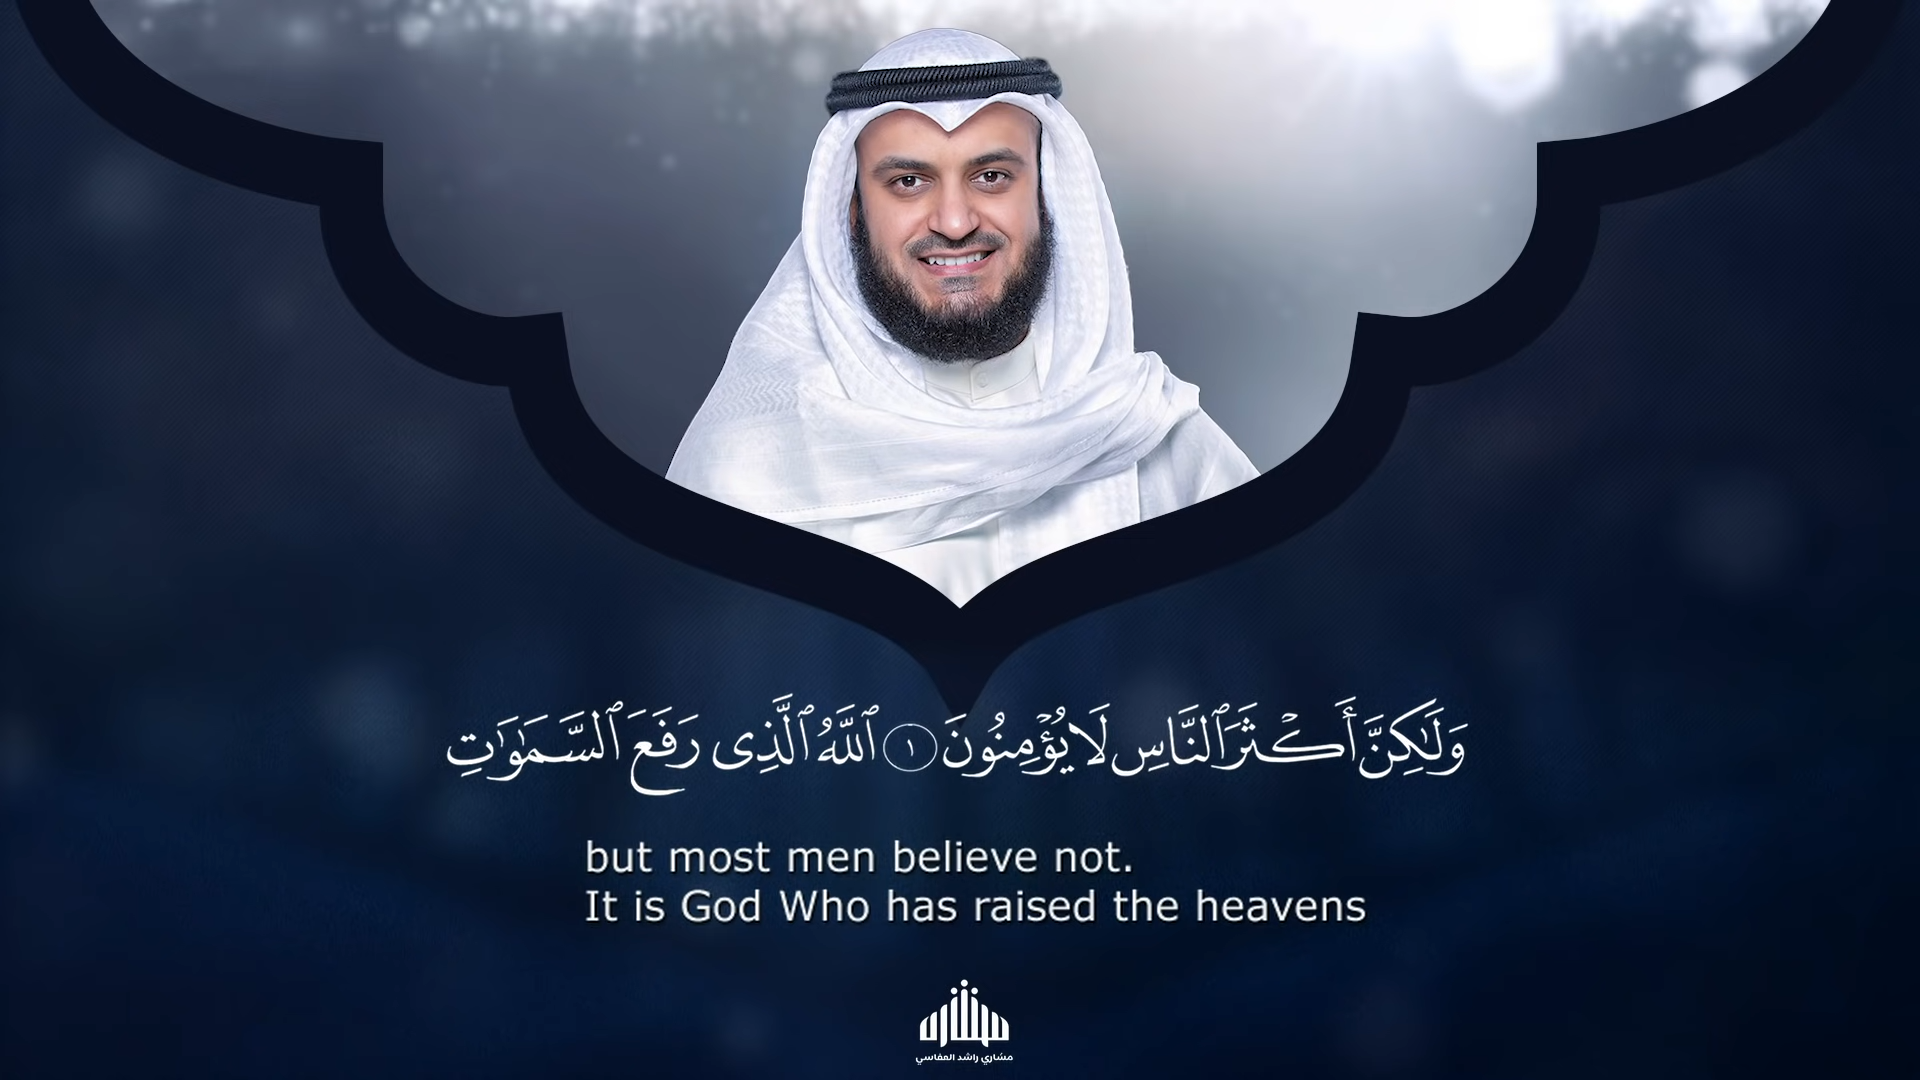 وَلَٰكِنَّ أَكْثَرَ ٱلنَّاسِ لَا يُؤْمِنُونَ ١ ٱللَّهُ ٱلَّذِى رَفَعَ ٱلسَّمَٰوَٰتِ
but most men believe not.
It is God Who has raised the heavens
مشاري راشد العفاسي